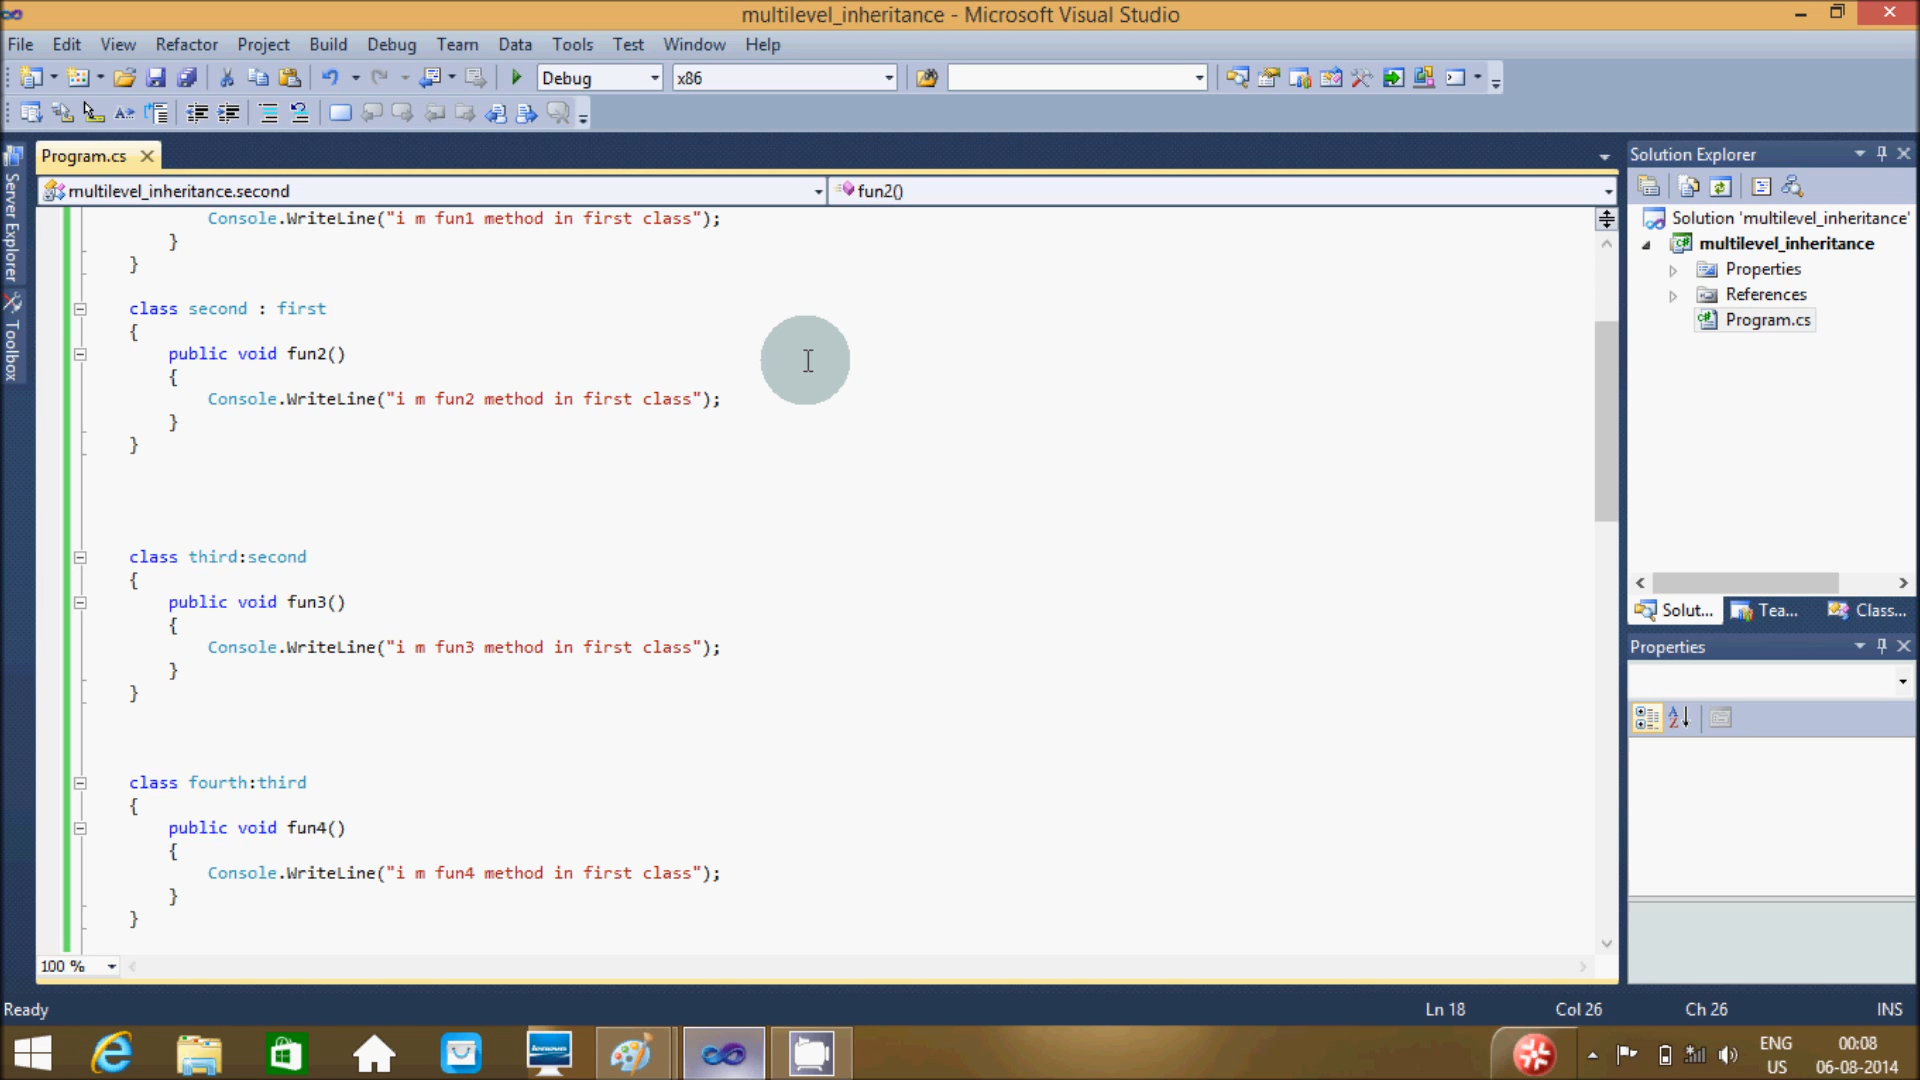 multilevel_inheritance - Microsoft Visual Studio
File Edit View Refactor Project Build Debug Team Data Tools Test Window Help
Debug x86
Program.cs
Server Explorer
Toolbox
multilevel_inheritance.second fun2()
Console.WriteLine("i m fun1 method in first class");
}
}
class second : first
{
public void fun2()
{
Console.WriteLine("i m fun2 method in first class");
}
}
class third:second
{
public void fun3()
{
Console.WriteLine("i m fun3 method in first class");
}
}
class fourth:third
{
public void fun4()
{
Console.WriteLine("i m fun4 method in first class");
}
}
100 %
Solution Explorer
Solution 'multilevel_inheritance'
multilevel_inheritance
Properties
References
Program.cs
Solut... Tea... Class...
Properties
Ready Ln 18 Col 26 Ch 26 INS
lenovo
ENG
US
00:08
06-08-2014